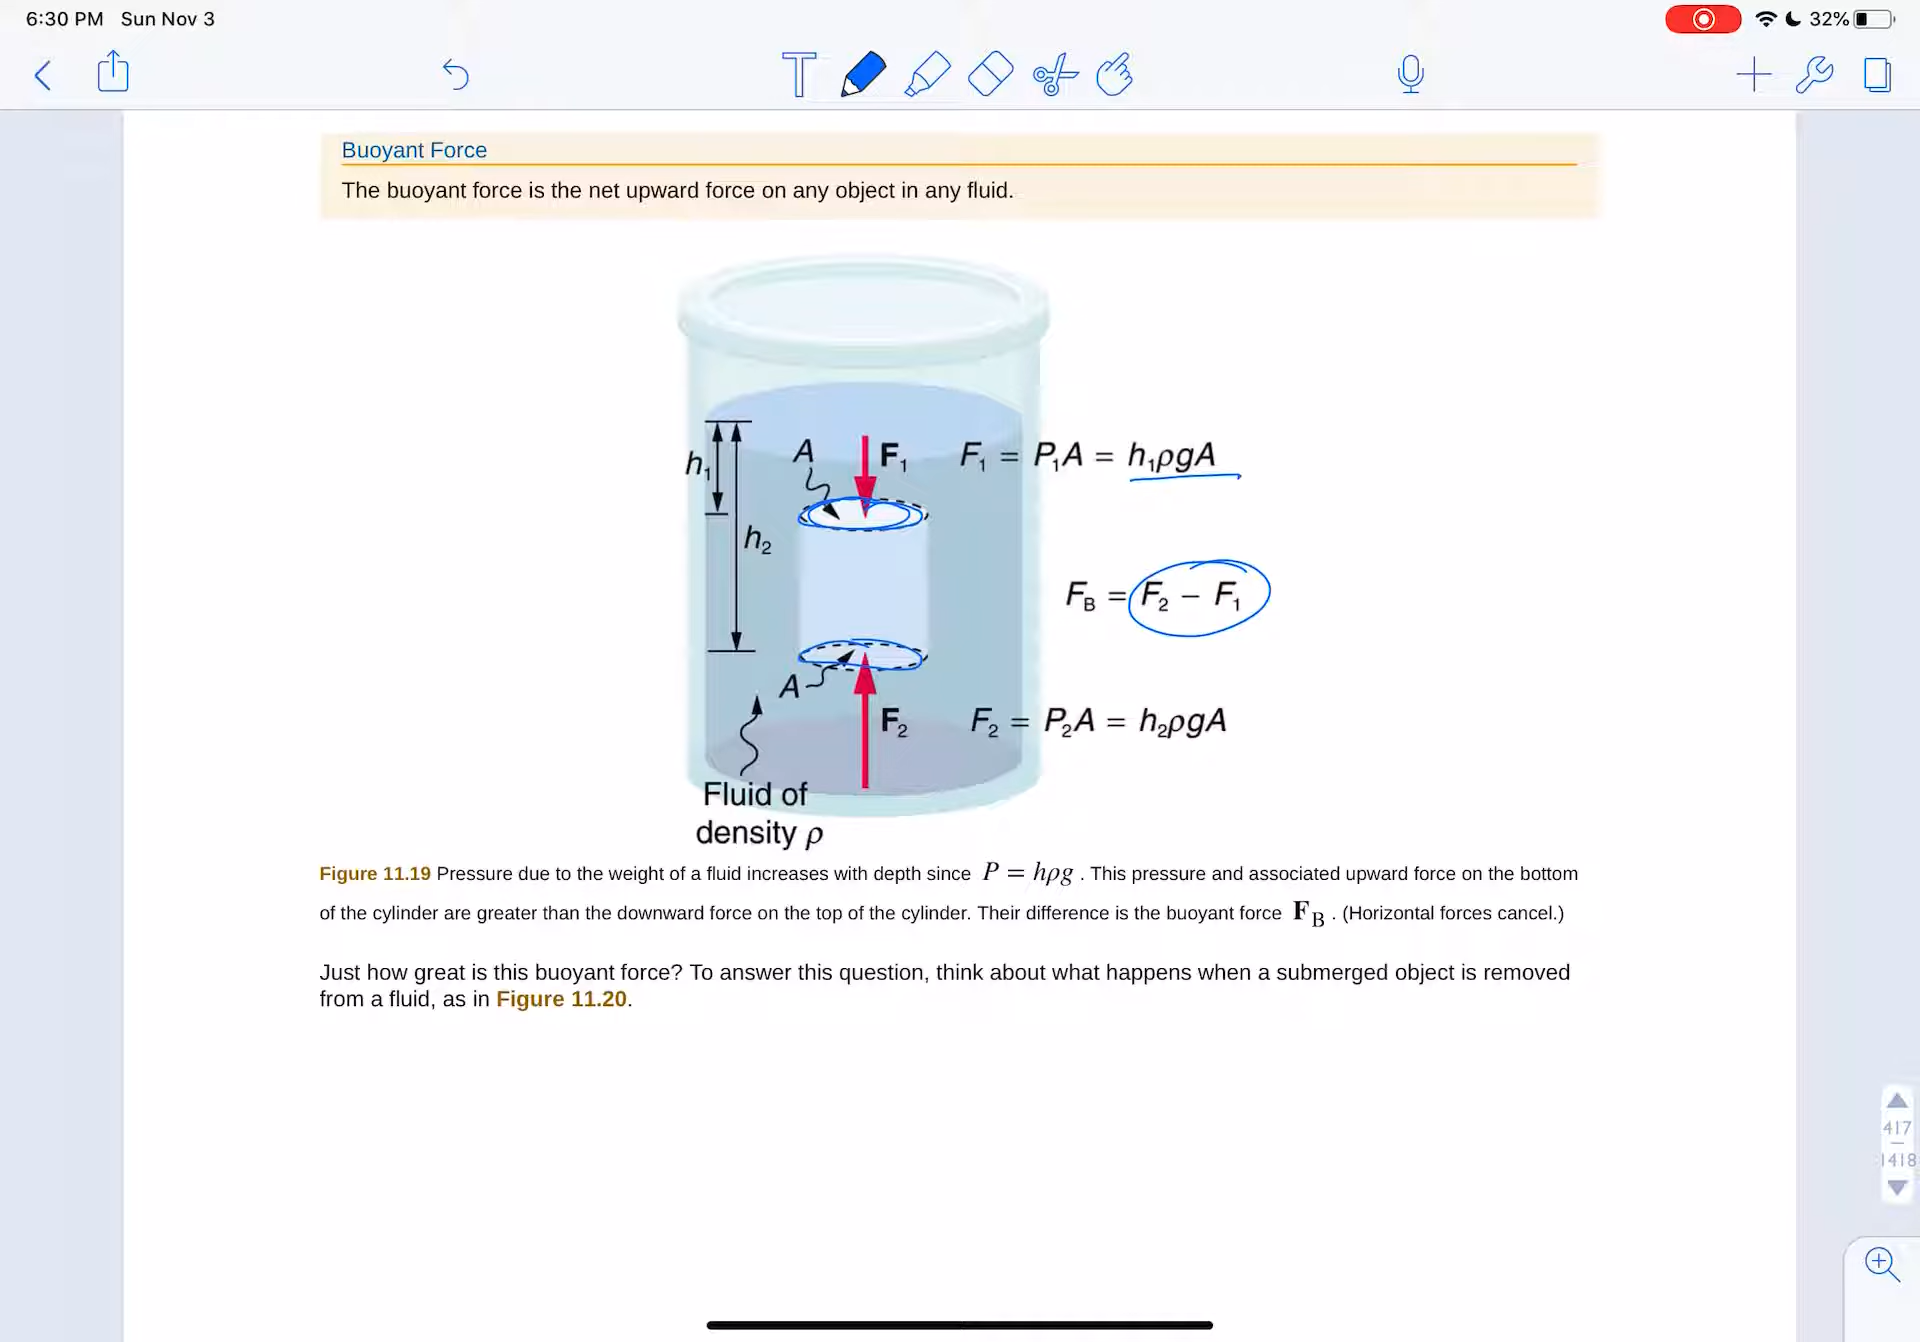 6:30 PM Sun Nov 3
32%
T
Buoyant Force
The buoyant force is the net upward force on any object in any fluid.
h₁
A
F₁
F₁ = P₁A = h₁ρgA
h₂
F_B = F₂ − F₁
A
F₂
F₂ = P₂A = h₂ρgA
Fluid of
density ρ
Figure 11.19 Pressure due to the weight of a fluid increases with depth since P = hρg . This pressure and associated upward force on the bottom
of the cylinder are greater than the downward force on the top of the cylinder. Their difference is the buoyant force F_B . (Horizontal forces cancel.)
Just how great is this buoyant force? To answer this question, think about what happens when a submerged object is removed
from a fluid, as in Figure 11.20.
417
1418